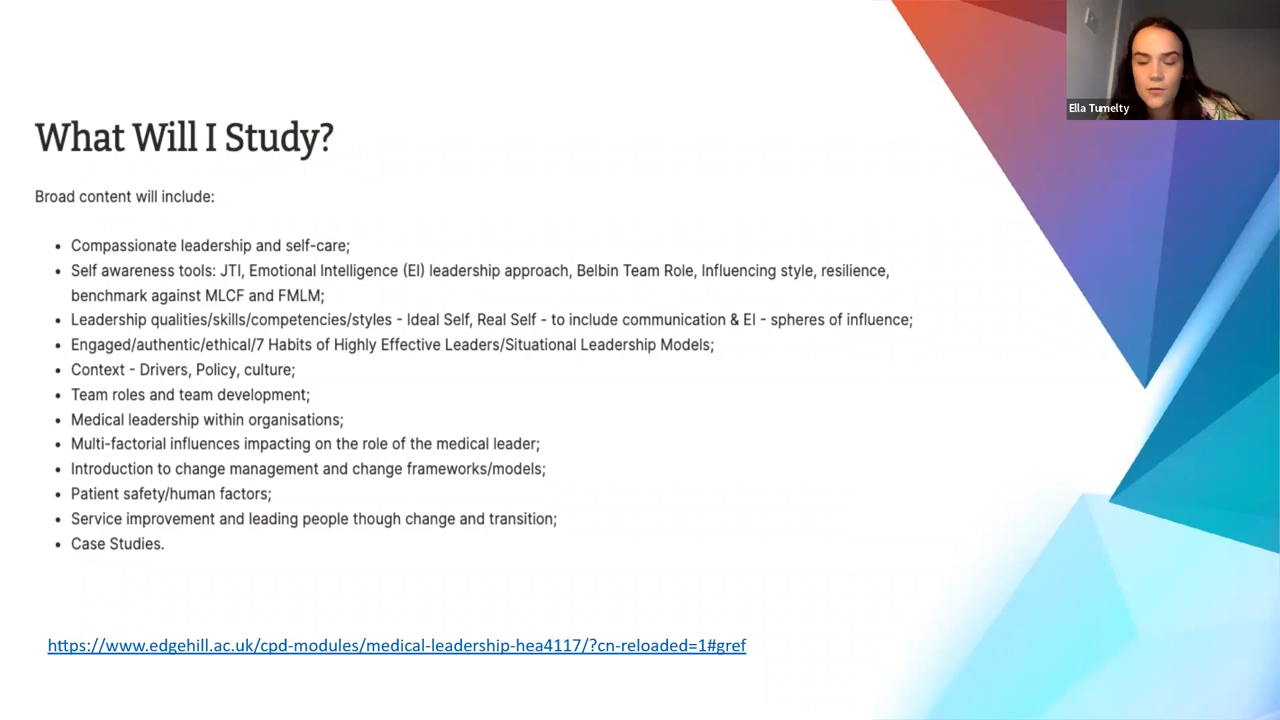 Ella Tumelty
What Will I Study?
Broad content will include:
• Compassionate leadership and self-care;
• Self awareness tools: JTI, Emotional Intelligence (EI) leadership approach, Belbin Team Role, Influencing style, resilience,
benchmark against MLCF and FMLM;
• Leadership qualities/skills/competencies/styles - Ideal Self, Real Self - to include communication & EI - spheres of influence;
• Engaged/authentic/ethical/7 Habits of Highly Effective Leaders/Situational Leadership Models;
• Context - Drivers, Policy, culture;
• Team roles and team development;
• Medical leadership within organisations;
• Multi-factorial influences impacting on the role of the medical leader;
• Introduction to change management and change frameworks/models;
• Patient safety/human factors;
• Service improvement and leading people though change and transition;
• Case Studies.
https://www.edgehill.ac.uk/cpd-modules/medical-leadership-hea4117/?cn-reloaded=1#gref